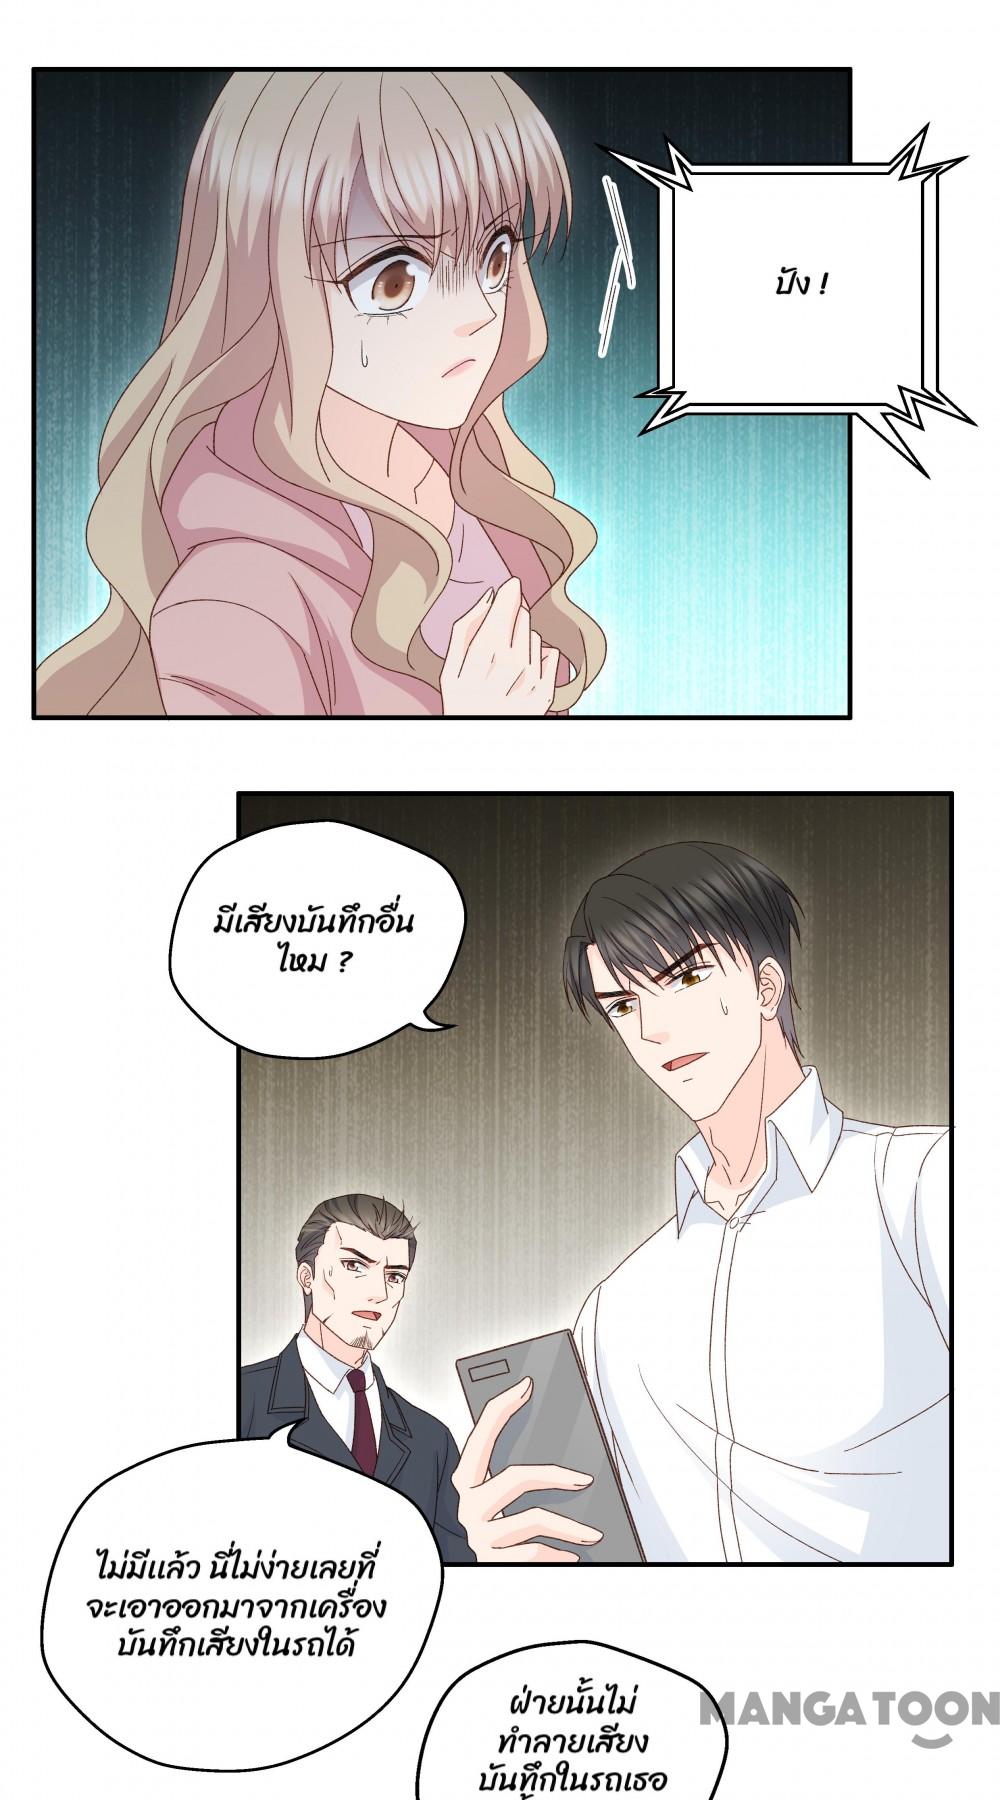 ปัง !
มีเสียงบันทึกอื่น
ไหม ?
ไม่มีแล้ว นี่ไม่ง่ายเลยที่
จะเอาออกมาจากเครื่อง
บันทึกเสียงในรถได้
ฝ่ายนั้นไม่
ทำลายเสียง
บันทึกในรถเธอ
MANGATOON